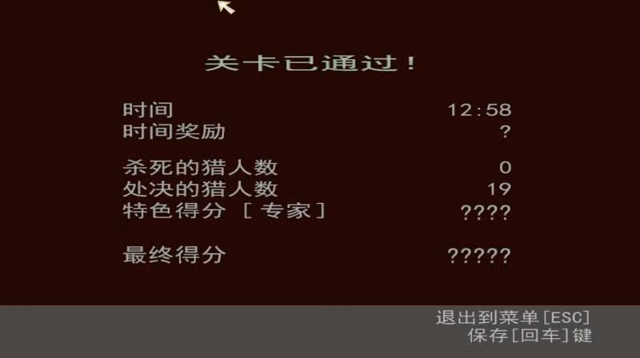 关卡已通过!
时间 12:58
时间奖励 ?
杀死的猎人数 0
处决的猎人数 19
特色得分 [专家] ????
最终得分 ?????
退出到菜单[ESC]
保存[回车]键